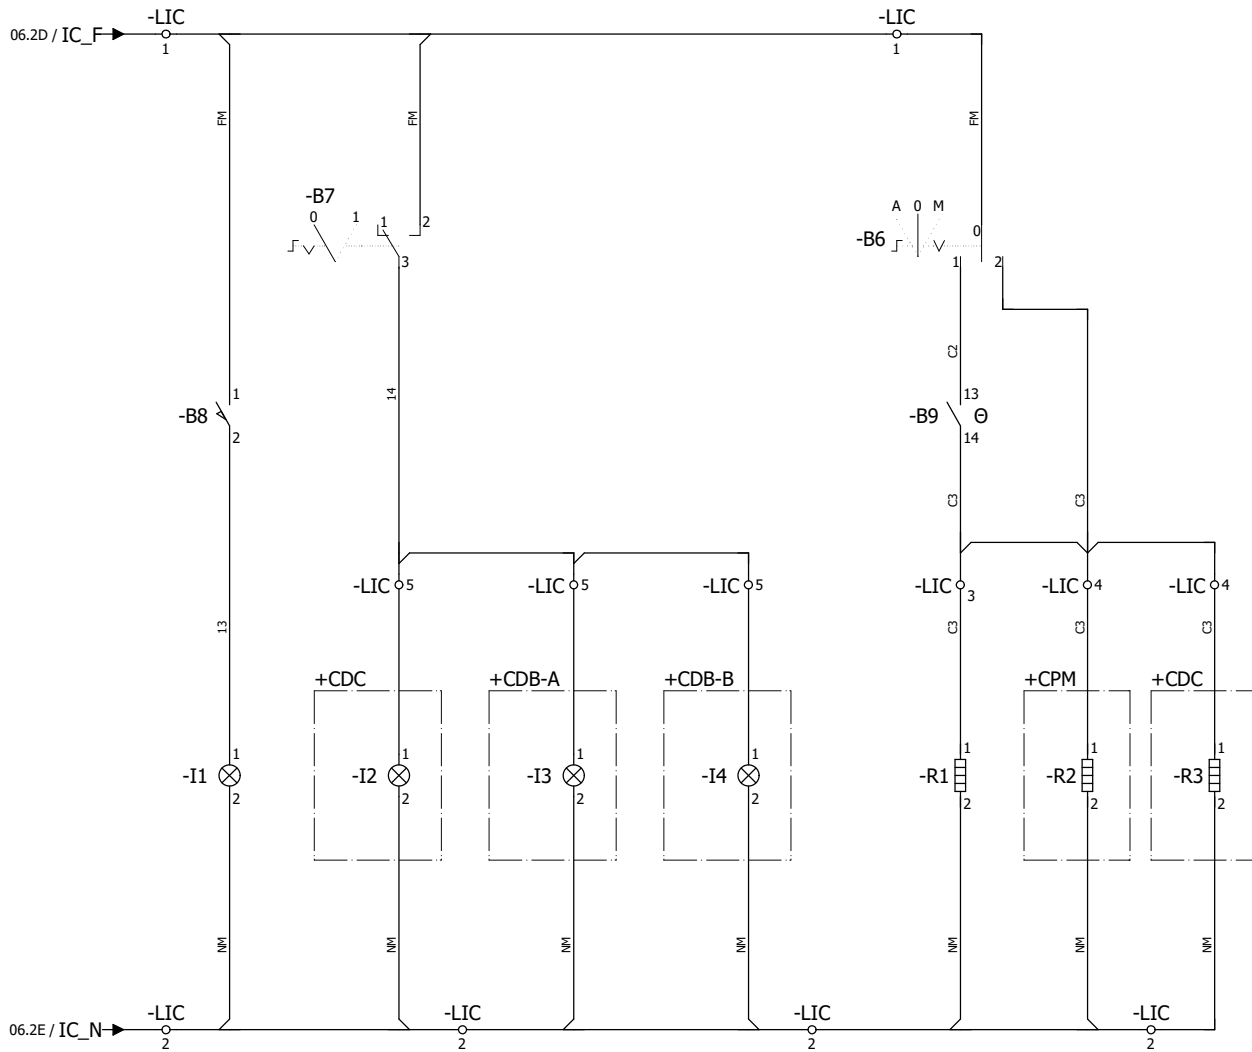 -LIC -LIC
06.2D / IC_F
1 1
FM FM FM
-B7
0 1 1 2
3
A 0 M
-B6 0
1 2
14 C2
1 13
-B8 -B9 Θ
2 14
C3 C3
-LIC 5 -LIC 5 -LIC 5 -LIC 3 -LIC 4 -LIC 4
13 C3 C3 C3
+CDC +CDB-A +CDB-B +CPM +CDC
1 1 1 1 1 1 1
-I1 -I2 -I3 -I4 -R1 -R2 -R3
2 2 2 2 2 2 2
NM NM NM NM NM NM NM
-LIC -LIC -LIC -LIC
06.2E / IC_N
2 2 2 2